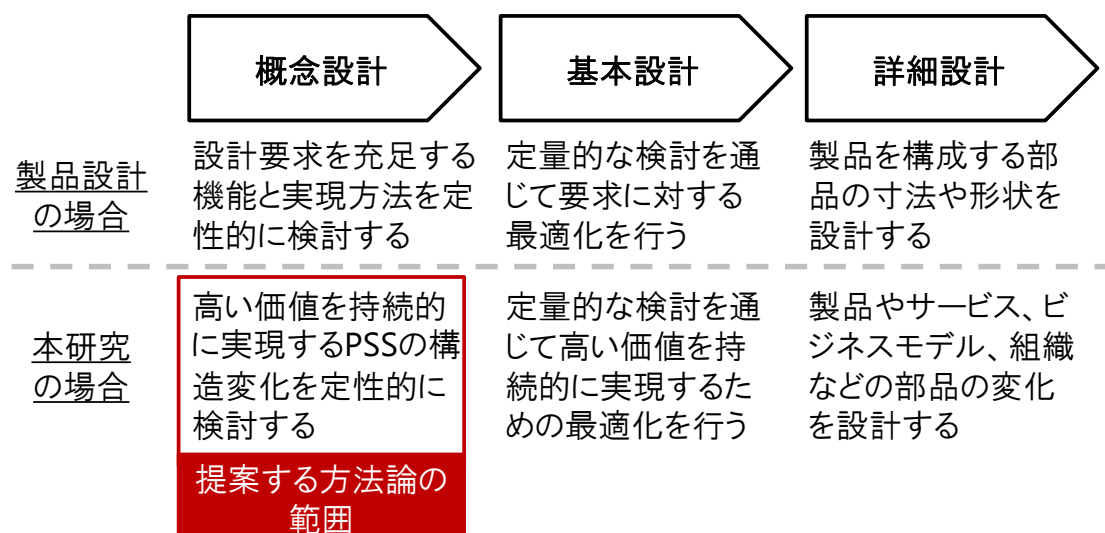 概念設計
基本設計
詳細設計
製品設計
の場合
設計要求を充足する
機能と実現方法を定
性的に検討する
定量的な検討を通
じて要求に対する
最適化を行う
製品を構成する部
品の寸法や形状を
設計する
本研究
の場合
高い価値を持続的
に実現するPSSの構
造変化を定性的に
検討する
提案する方法論の
範囲
定量的な検討を通
じて高い価値を持
続的に実現するた
めの最適化を行う
製品やサービス、ビ
ジネスモデル、組織
などの部品の変化
を設計する